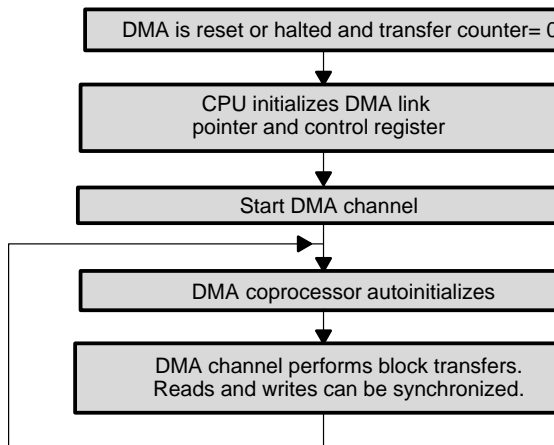 DMA is reset or halted and transfer counter= 0
CPU initializes DMA link
pointer and control register
Start DMA channel
DMA coprocessor autoinitializes
DMA channel performs block transfers.
Reads and writes can be synchronized.